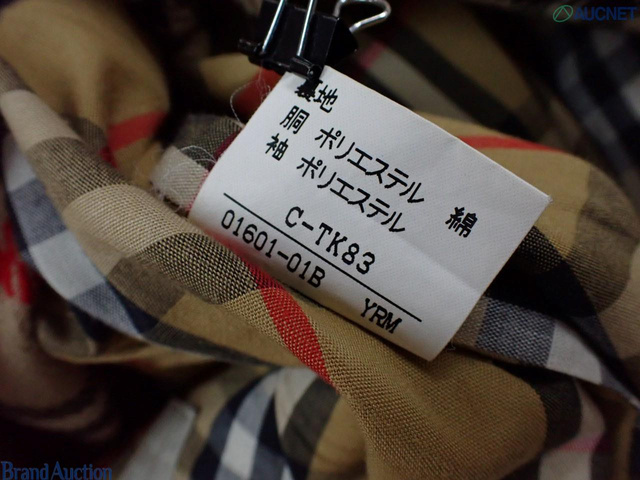 AUCNET
裏地
胴 ポリエステル 綿
袖 ポリエステル
C-TK83
01601-01B YRM
Brand Auction